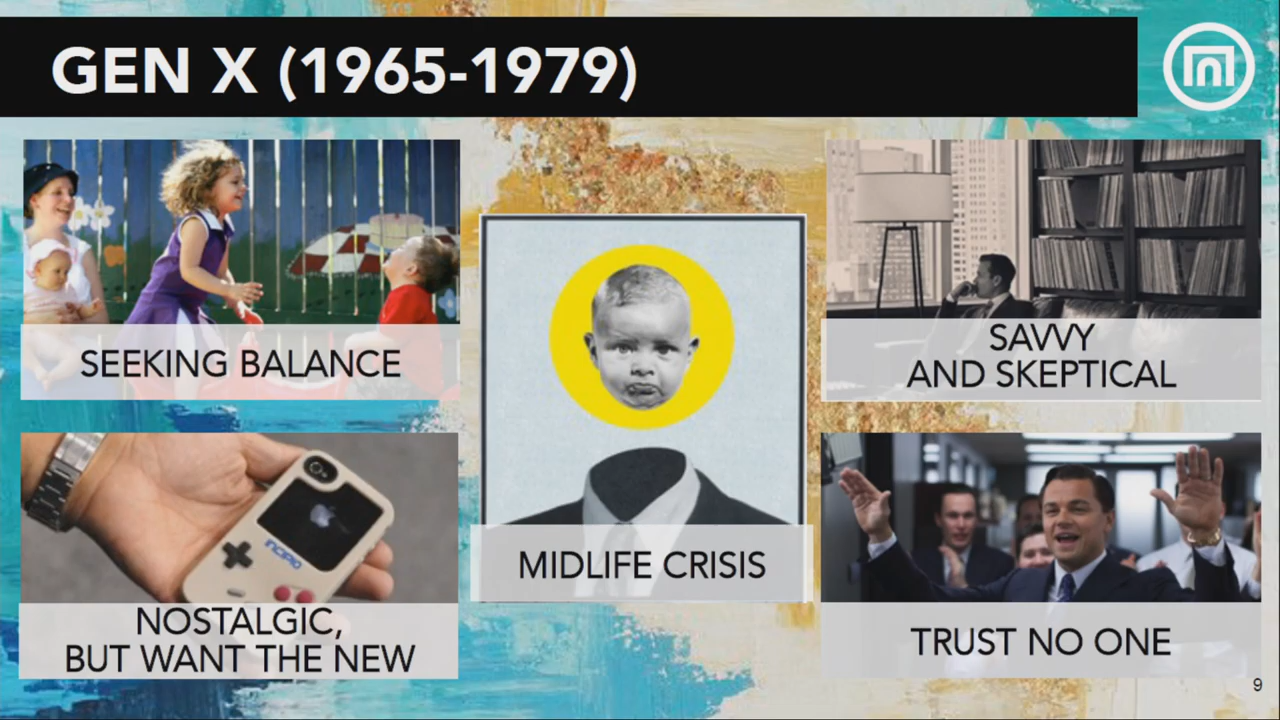 GEN X (1965-1979)
SEEKING BALANCE
SAVVY
AND SKEPTICAL
MIDLIFE CRISIS
INCIPIO
NOSTALGIC,
BUT WANT THE NEW
TRUST NO ONE
9